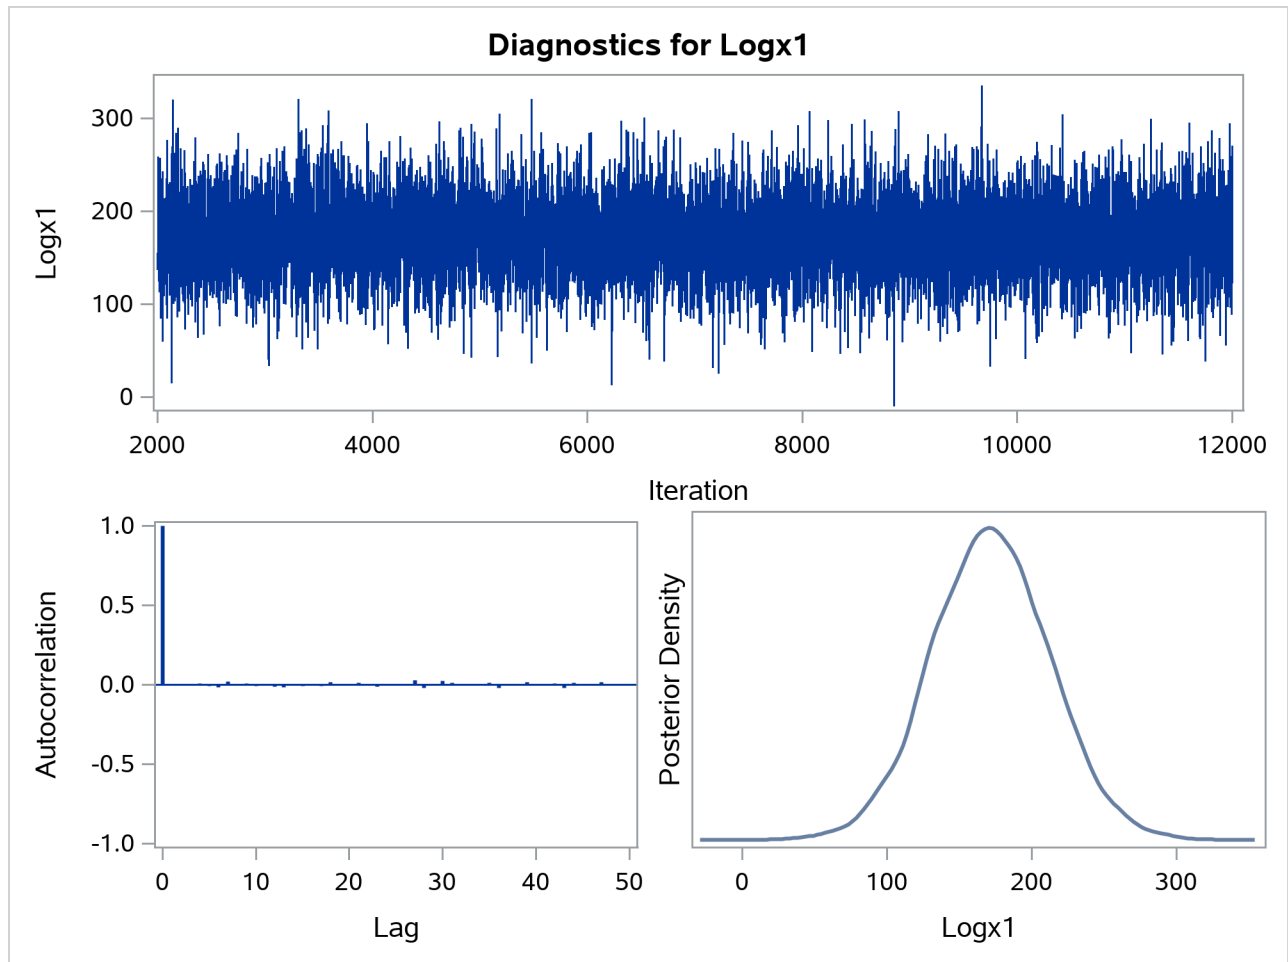 Diagnostics for Logx1
300
200
100
0
Logx1
2000 4000 6000 8000 10000 12000
Iteration
1.0
0.5
0.0
-0.5
-1.0
Autocorrelation
0 10 20 30 40 50
Lag
Posterior Density
0 100 200 300
Logx1